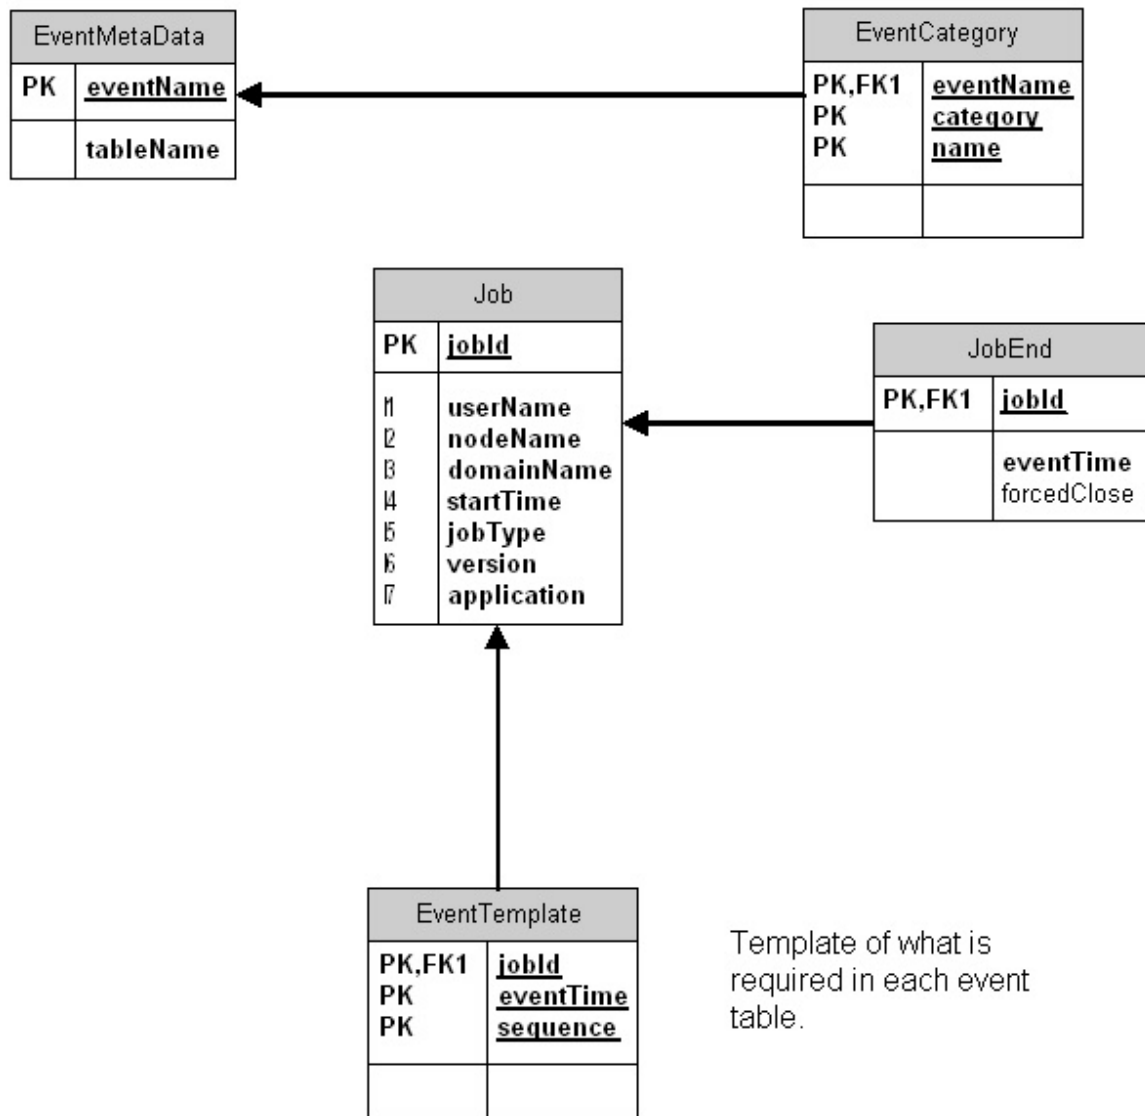 EventMetaData
PK eventName
tableName
EventCategory
PK,FK1 eventName
PK category
PK name
Job
PK jobId
I1 userName
I2 nodeName
I3 domainName
I4 startTime
I5 jobType
I6 version
I7 application
JobEnd
PK,FK1 jobId
eventTime
forcedClose
EventTemplate
PK,FK1 jobId
PK eventTime
PK sequence
Template of what is
required in each event
table.